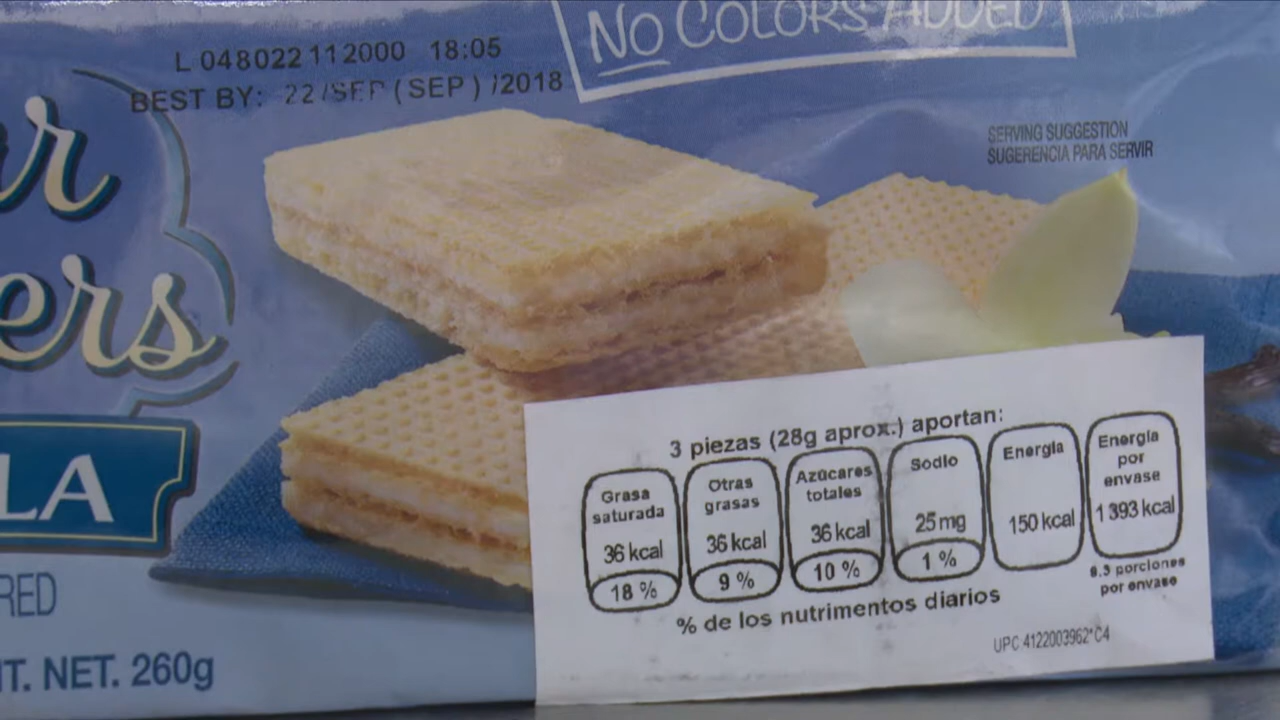 L 048022 112000 18:05
BEST BY: 22/SEP (SEP) /2018
NO COLORS ADDED
SERVING SUGGESTION
SUGERENCIA PARA SERVIR
ers
LA
RED
T. NET. 260g
3 piezas (28g aprox.) aportan:
Grasa saturada
36 kcal
18 %
Otras grasas
36 kcal
9 %
Azúcares totales
36 kcal
10 %
Sodio
25 mg
1 %
Energía
150 kcal
Energía por envase
1 393 kcal
% de los nutrimentos diarios
porciones
por envase
UPC 4122003962*C4